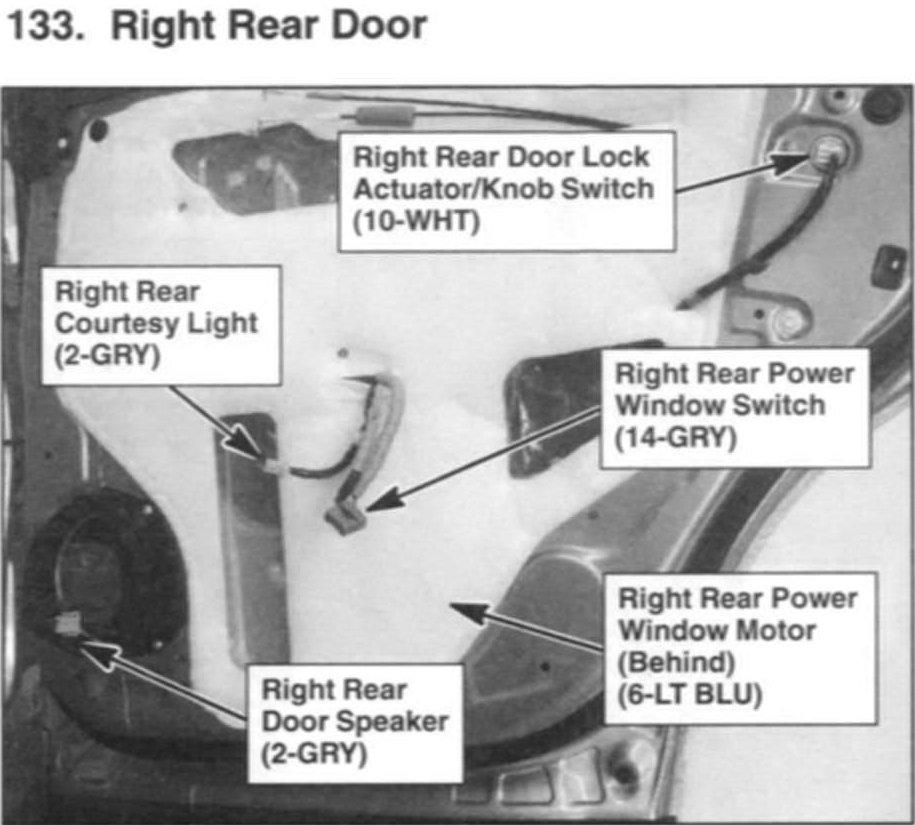 133. Right Rear Door
Right Rear Door Lock
Actuator/Knob Switch
(10-WHT)
Right Rear
Courtesy Light
(2-GRY)
Right Rear Power
Window Switch
(14-GRY)
Right Rear Power
Window Motor
(Behind)
(6-LT BLU)
Right Rear
Door Speaker
(2-GRY)